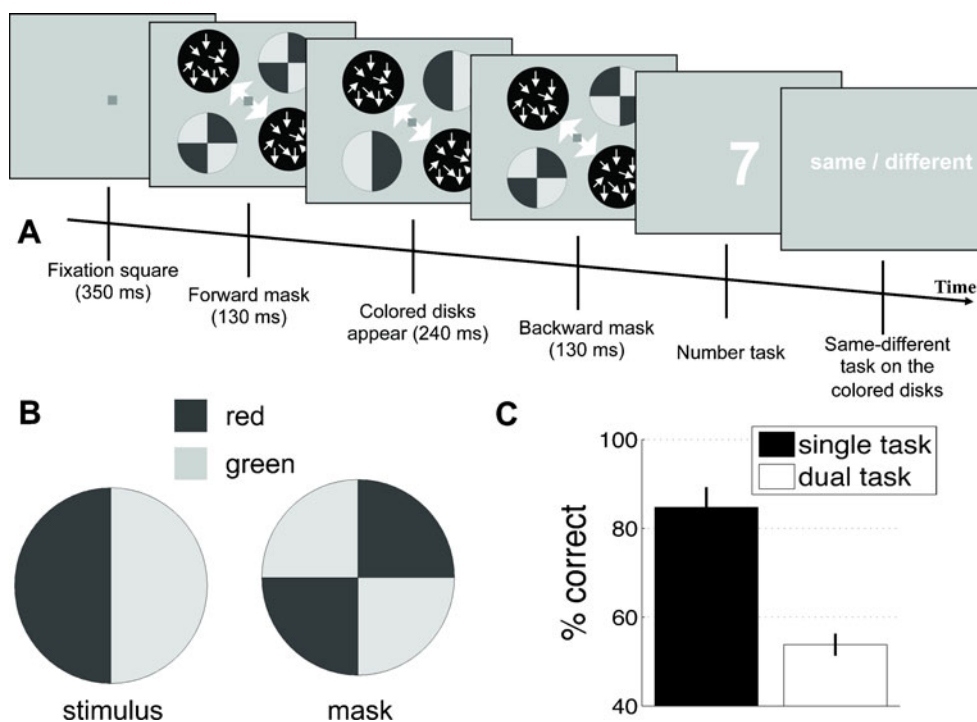 7
same / different
A
Time
Fixation square
(350 ms)
Forward mask
(130 ms)
Colored disks
appear (240 ms)
Backward mask
(130 ms)
Number task
Same-different
task on the
colored disks
B
red
green
stimulus
mask
C
100
80
60
40
% correct
single task
dual task